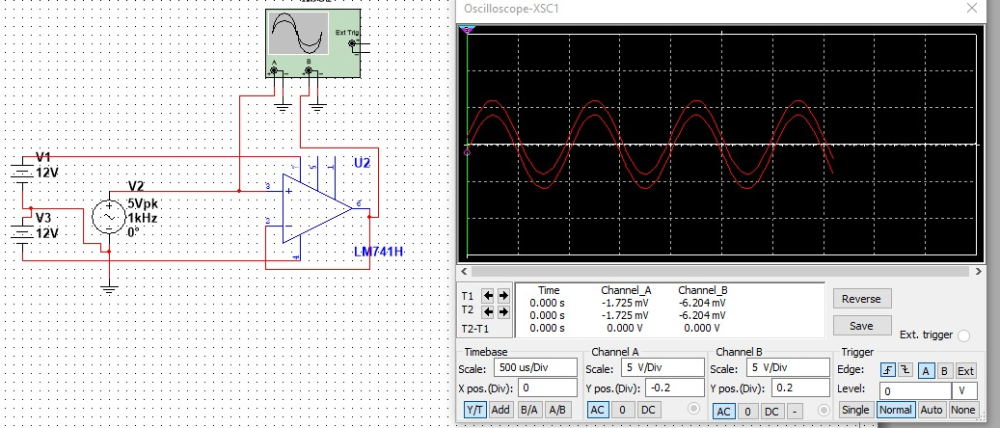 Oscilloscope-XSC1
Ext Trig
A
B
V1
12V
V2
5Vpk
1kHz
0°
V3
12V
U2
7
5
1
3
2
6
4
LM741H
T1
T2
T2-T1
Time Channel_A Channel_B
0.000 s -1.725 mV -6.204 mV
0.000 s -1.725 mV -6.204 mV
0.000 s 0.000 V 0.000 V
Reverse
Save
Ext. trigger
Timebase
Scale: 500 us/Div
X pos.(Div): 0
Y/T Add B/A A/B
Channel A
Scale: 5 V/Div
Y pos.(Div): -0.2
AC 0 DC
Channel B
Scale: 5 V/Div
Y pos.(Div): 0.2
AC 0 DC -
Trigger
Edge: A B Ext
Level: 0 V
Single Normal Auto None